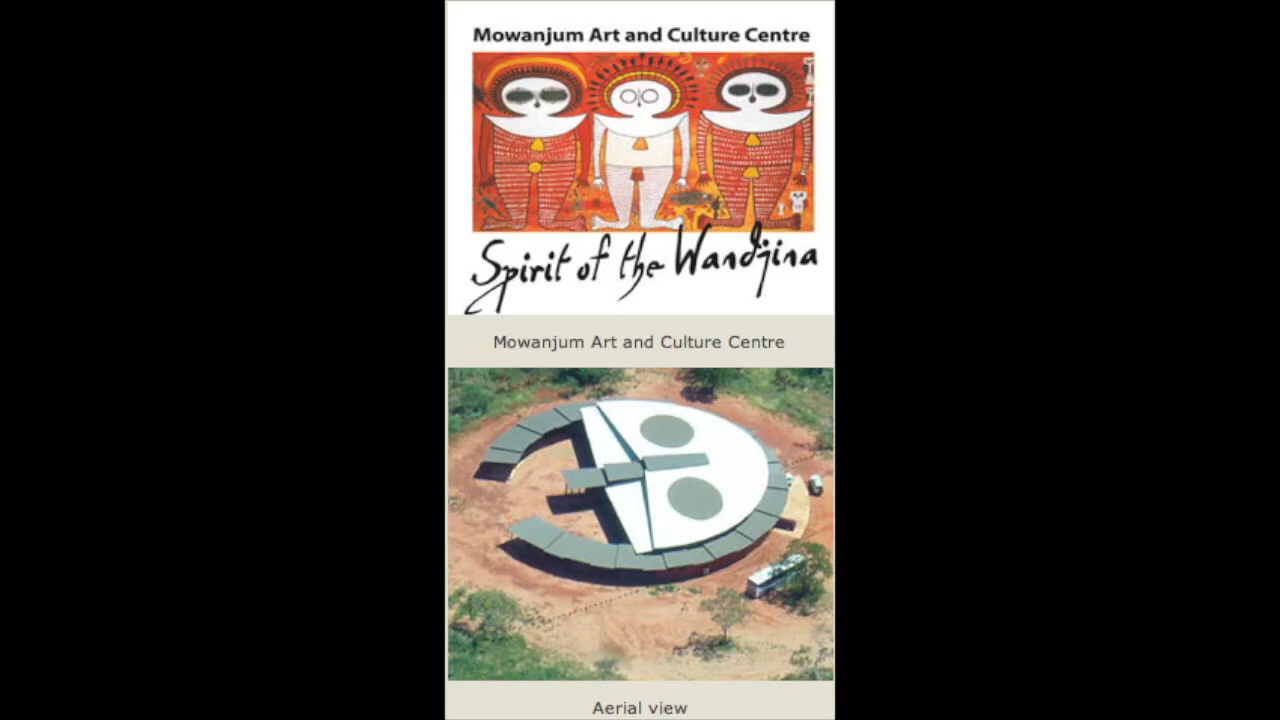 Mowanjum Art and Culture Centre
Spirit of the Wandjina
Mowanjum Art and Culture Centre
Aerial view